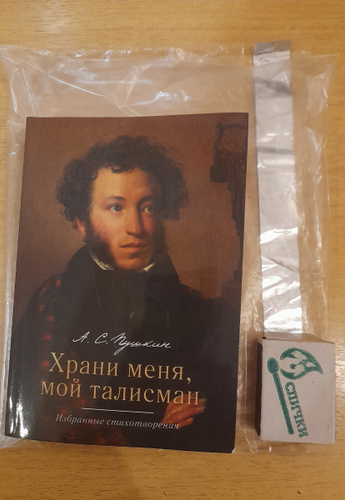 А. С. Пушкин
Храни меня,
мой талисман
Избранные стихотворения
спички